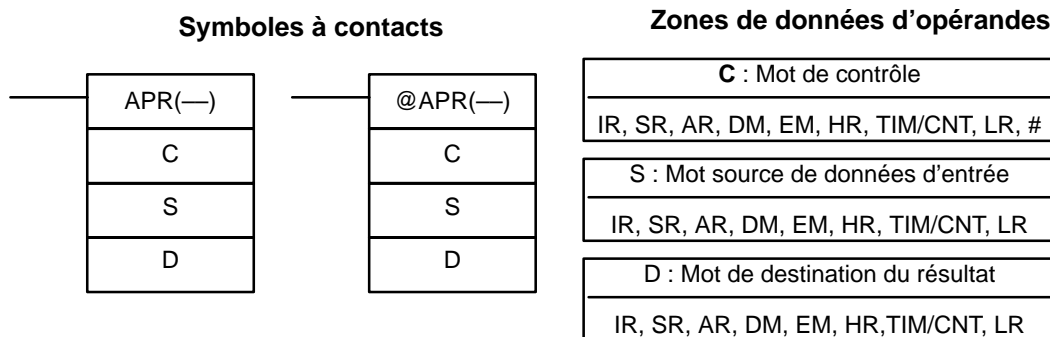 Symboles à contacts
APR(—)
C
S
D
@APR(—)
C
S
D
Zones de données d’opérandes
C : Mot de contrôle
IR, SR, AR, DM, EM, HR, TIM/CNT, LR, #
S : Mot source de données d’entrée
IR, SR, AR, DM, EM, HR, TIM/CNT, LR
D : Mot de destination du résultat
IR, SR, AR, DM, EM, HR,TIM/CNT, LR